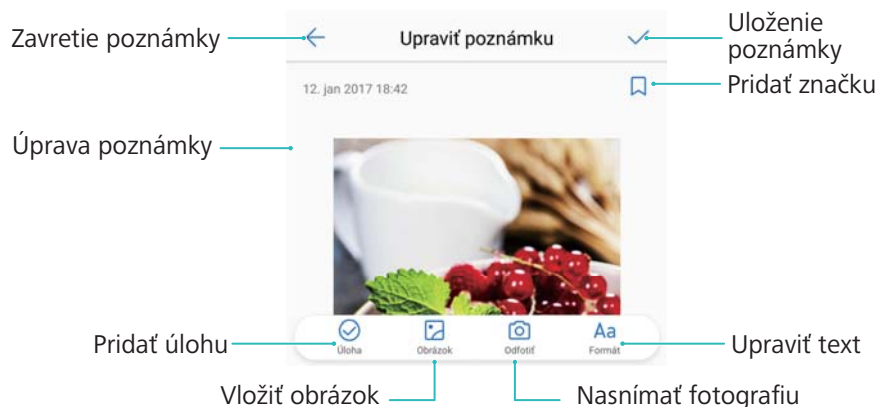 Zavretie poznámky
Upraviť poznámku
Uloženie
poznámky
12. jan 2017 18:42
Pridať značku
Úprava poznámky
Pridať úlohu
Úloha
Obrázok
Odfotiť
Aa
Formát
Upraviť text
Vložiť obrázok
Nasnímať fotografiu